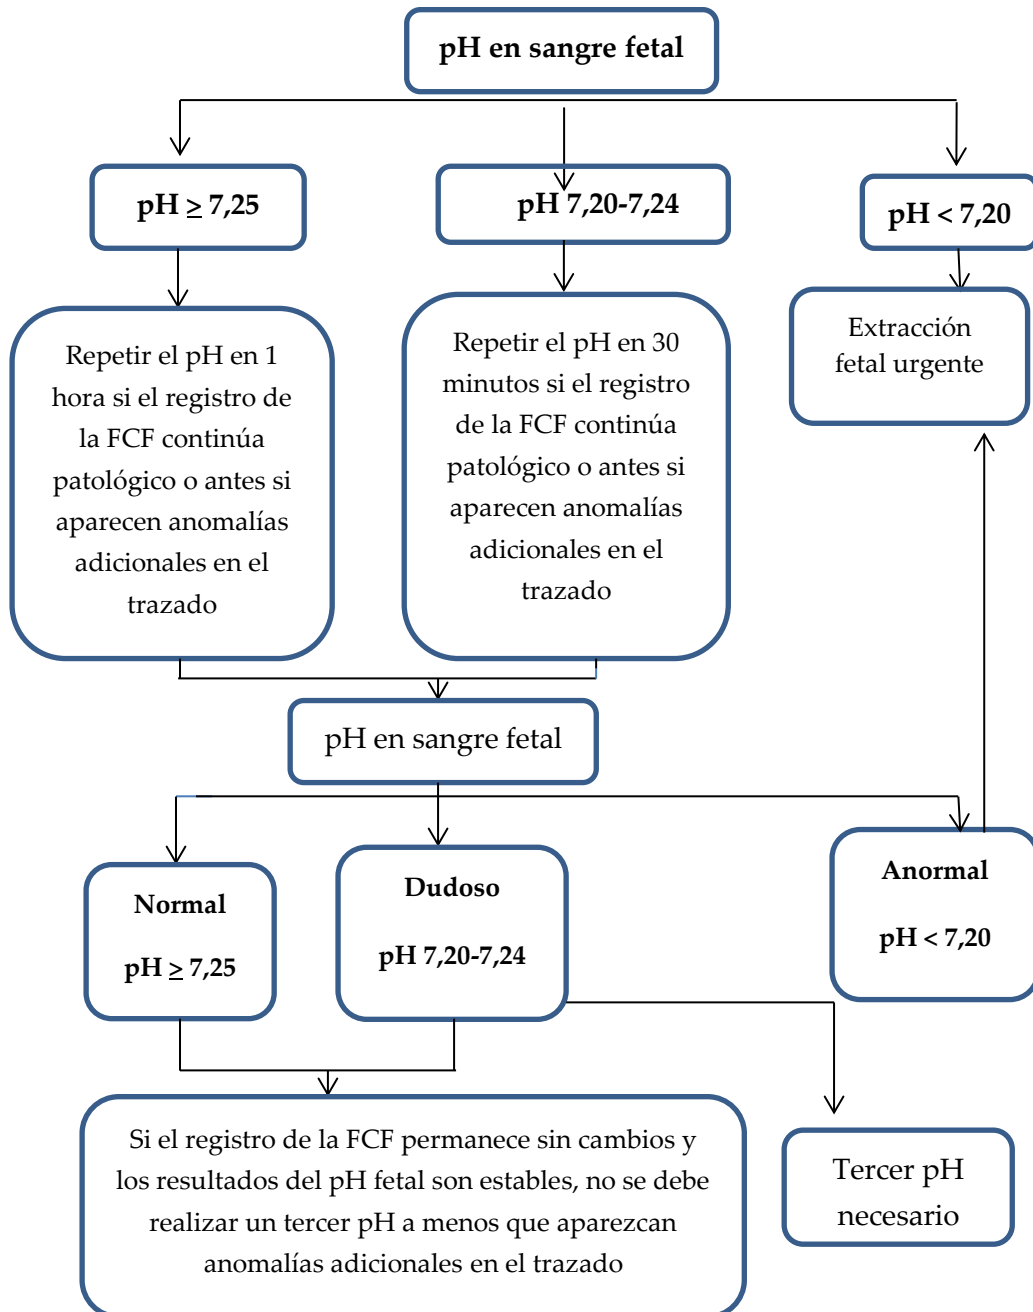 pH en sangre fetal
pH ≥ 7,25
pH 7,20-7,24
pH < 7,20
Repetir el pH en 1
hora si el registro de
la FCF continúa
patológico o antes si
aparecen anomalías
adicionales en el
trazado
Repetir el pH en 30
minutos si el registro
de la FCF continúa
patológico o antes si
aparecen anomalías
adicionales en el
trazado
Extracción
fetal urgente
pH en sangre fetal
Normal
pH ≥ 7,25
Dudoso
pH 7,20-7,24
Anormal
pH < 7,20
Si el registro de la FCF permanece sin cambios y
los resultados del pH fetal son estables, no se debe
realizar un tercer pH a menos que aparezcan
anomalías adicionales en el trazado
Tercer pH
necesario